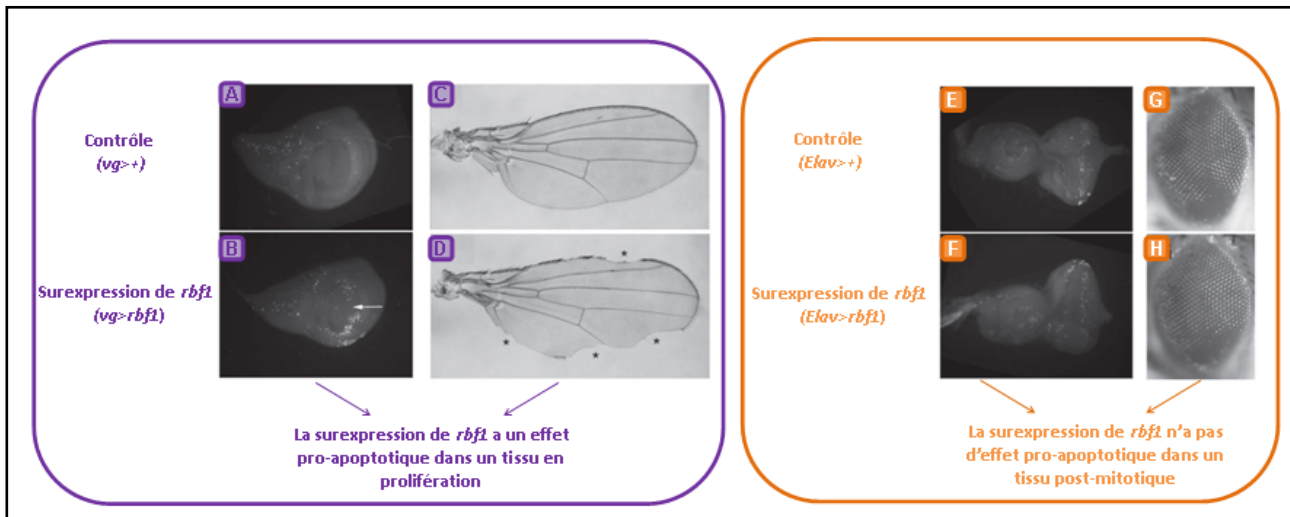 A
C
Contrôle
(vg>+)
B
D
*
Surexpression de rbf1
(vg>rbf1)
*
*
*
La surexpression de rbf1 a un effet
pro-apoptotique dans un tissu en
prolifération
E
G
Contrôle
(Elav>+)
F
H
Surexpression de rbf1
(Elav>rbf1)
La surexpression de rbf1 n'a pas
d'effet pro-apoptotique dans un
tissu post-mitotique